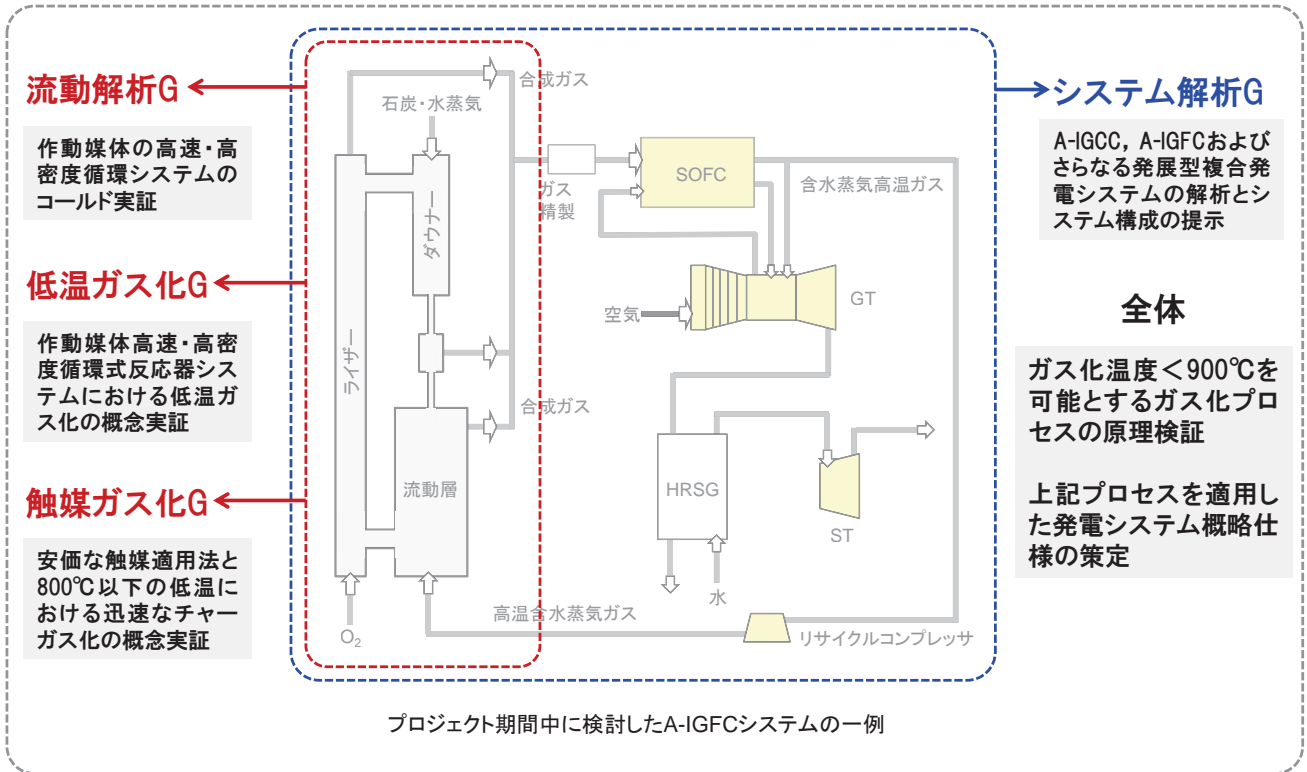 流動解析G
作動媒体の高速・高
密度循環システムの
コールド実証
低温ガス化G
作動媒体高速・高密
度循環式反応器シス
テムにおける低温ガ
ス化の概念実証
触媒ガス化G
安価な触媒適用法と
800℃以下の低温に
おける迅速なチャー
ガス化の概念実証
合成ガス
石炭・水蒸気
ダウナー
ライザー
合成ガス
流動層
O2
ガス
精製
SOFC
含水蒸気高温ガス
空気
GT
HRSG
ST
水
高温含水蒸気ガス
リサイクルコンプレッサ
システム解析G
A-IGCC, A-IGFCおよび
さらなる発展型複合発
電システムの解析とシ
ステム構成の提示
全体
ガス化温度＜900℃を
可能とするガス化プロ
セスの原理検証
上記プロセスを適用し
た発電システム概略仕
様の策定
プロジェクト期間中に検討したA-IGFCシステムの一例